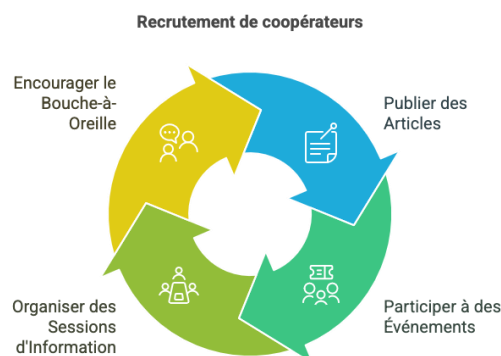 Recrutement de coopérateurs
Encourager le
Bouche-à-
Oreille
Publier des
Articles
Organiser des
Sessions
d'Information
Participer à des
Événements